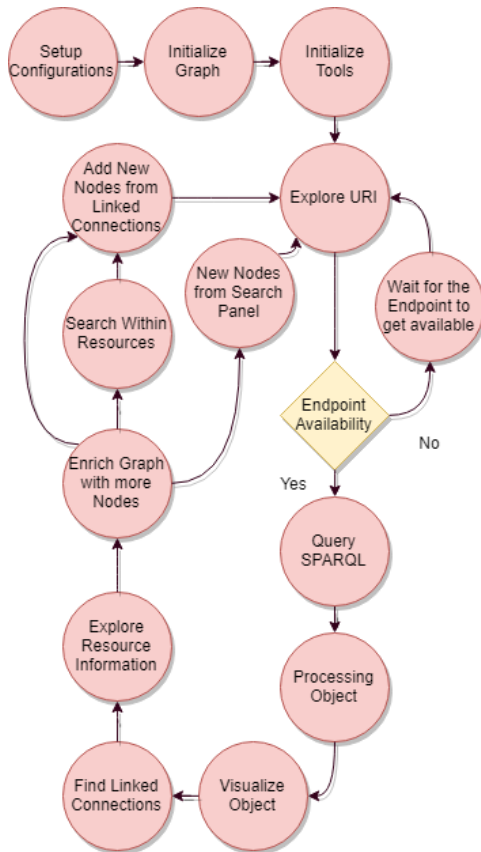 Setup
Configurations
Initialize
Graph
Initialize
Tools
Add New
Nodes from
Linked
Connections
Explore URI
New Nodes
from Search
Panel
Wait for the
Endpoint to
get available
Search Within
Resources
Endpoint
Availability
No
Enrich Graph
with more
Nodes
Yes
Query
SPARQL
Explore
Resource
Information
Processing
Object
Find Linked
Connections
Visualize
Object